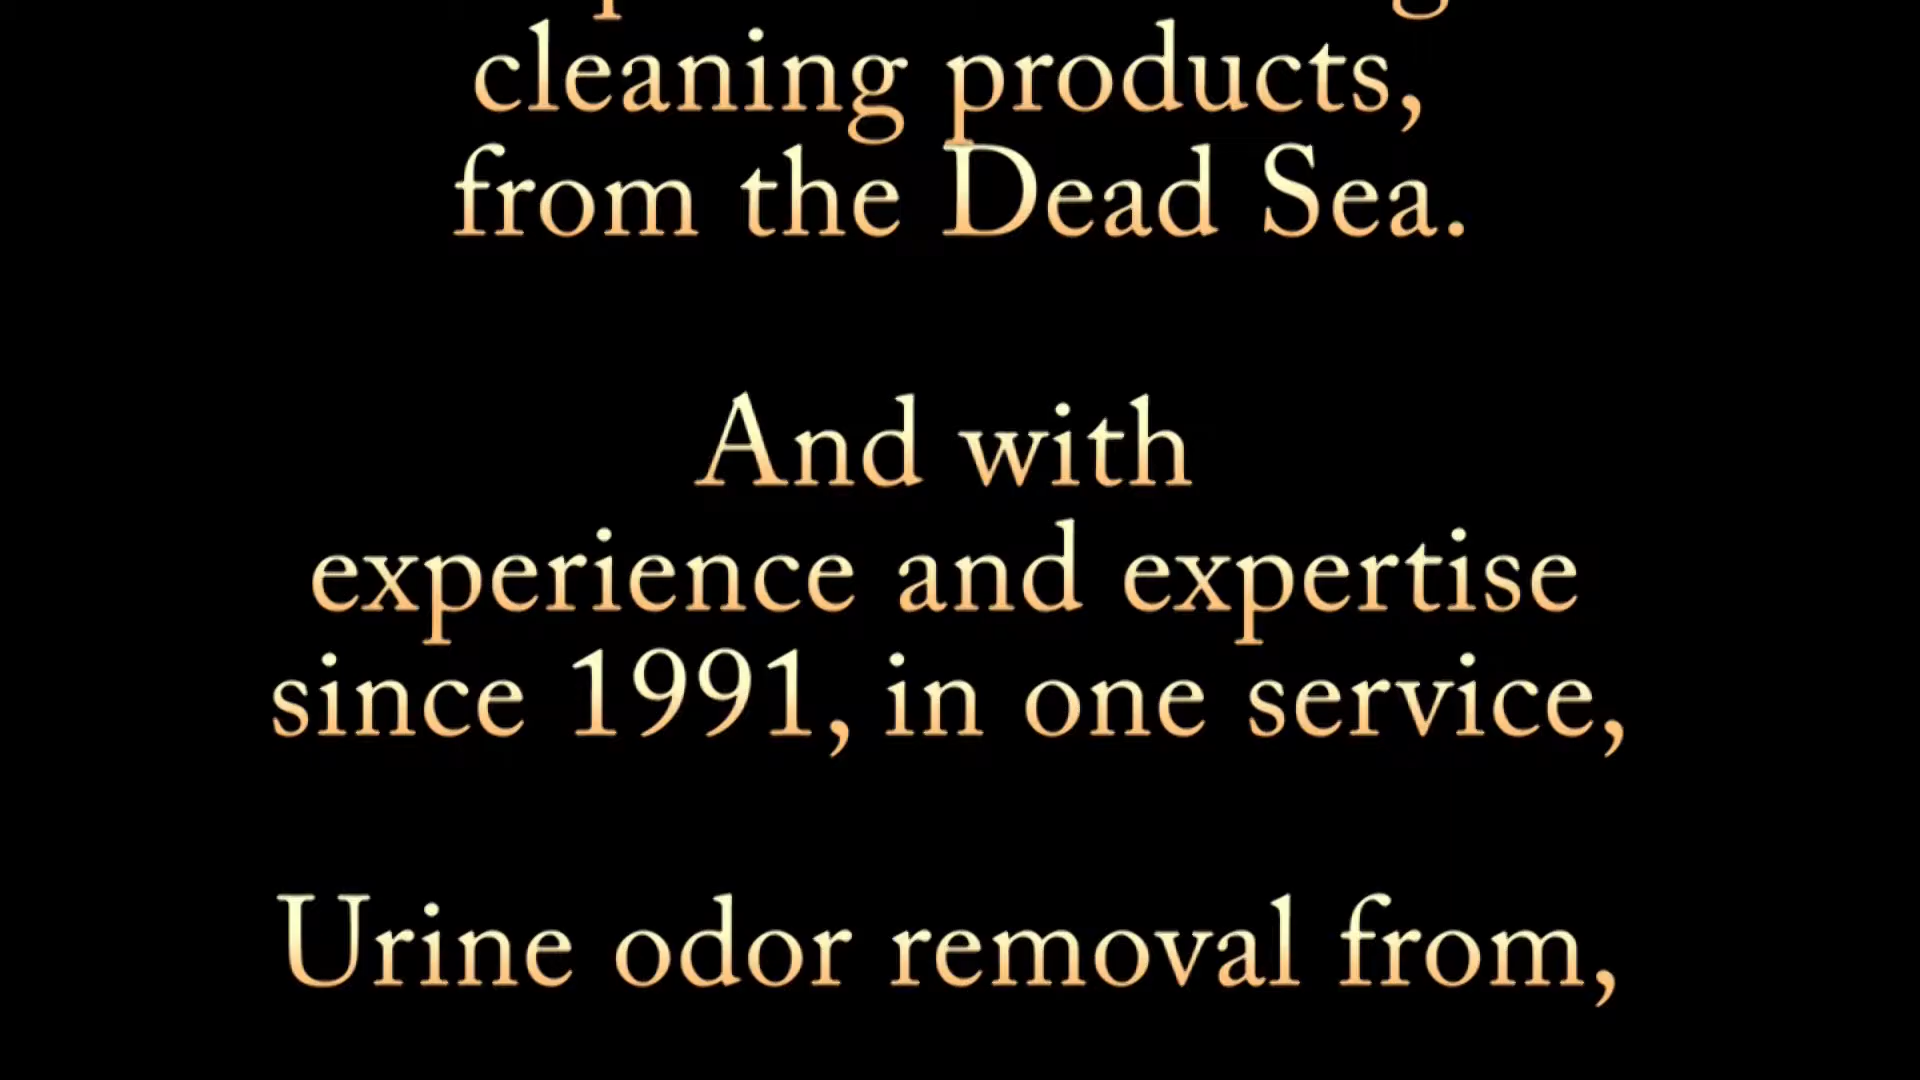 cleaning products,
from the Dead Sea.
And with
experience and expertise
since 1991, in one service,
Urine odor removal from,